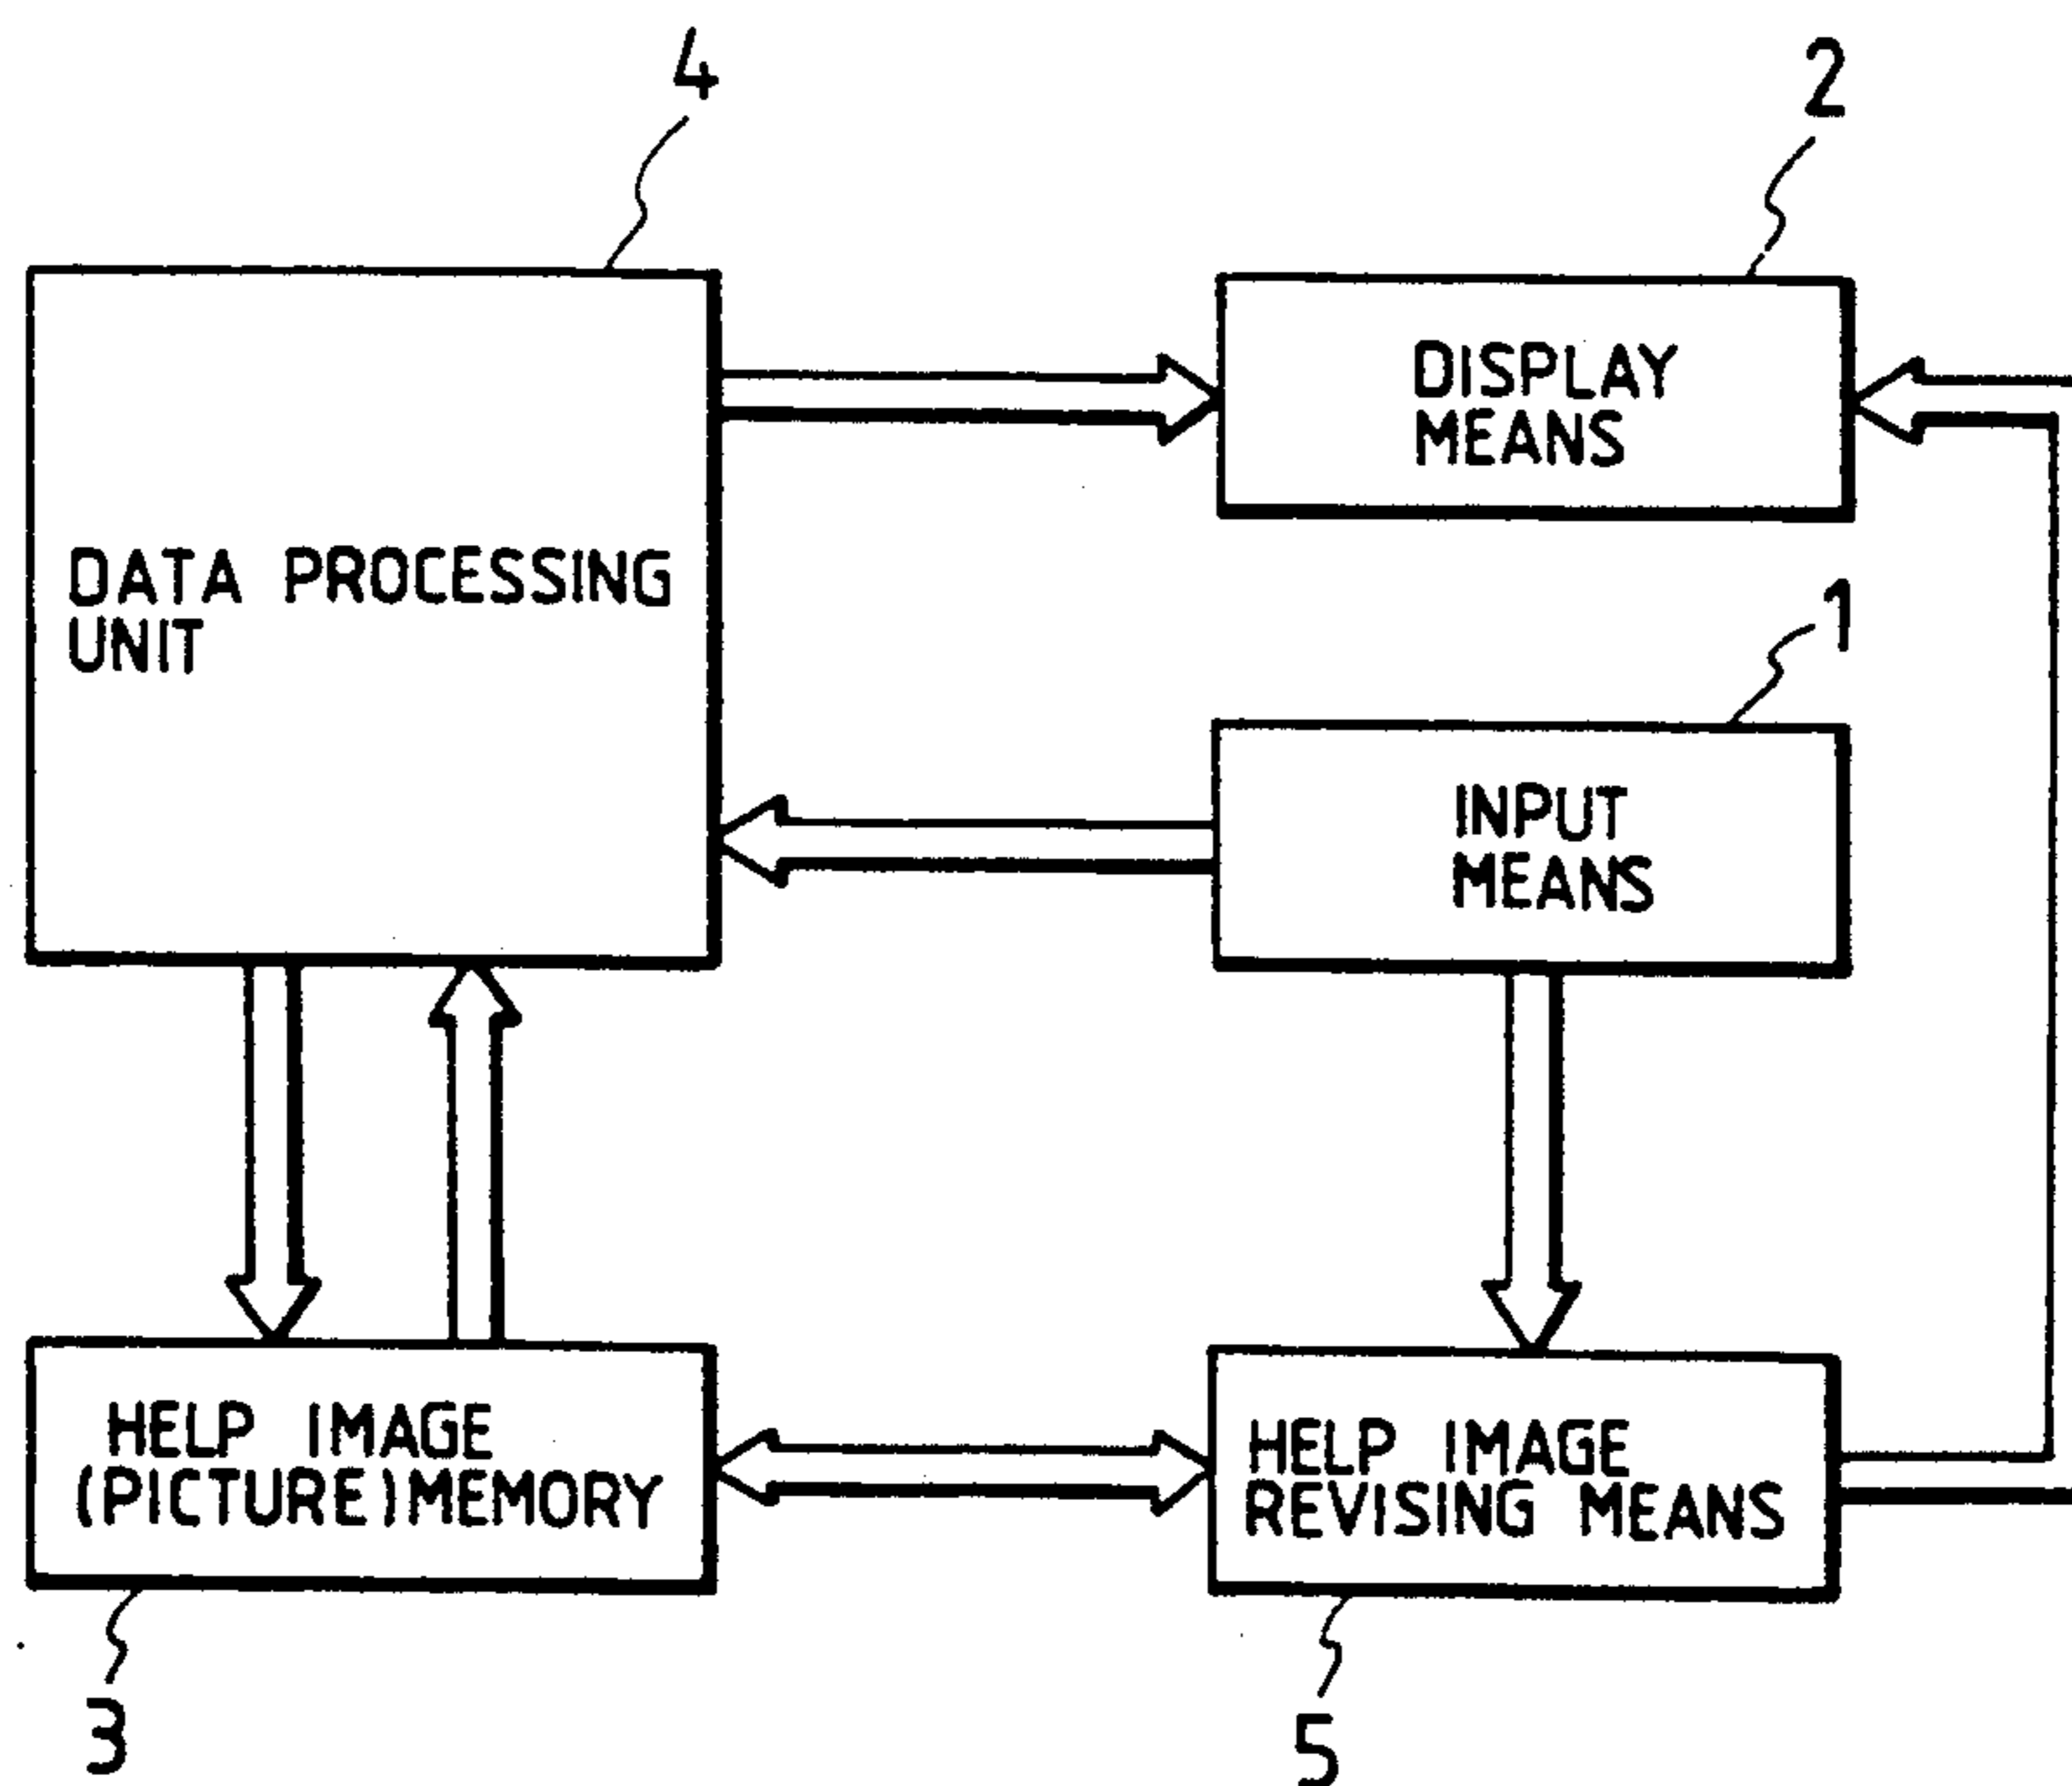 4
2
DISPLAY
MEANS
DATA PROCESSING
UNIT
1
INPUT
MEANS
HELP IMAGE
(PICTURE)MEMORY
HELP IMAGE
REVISING MEANS
3
5